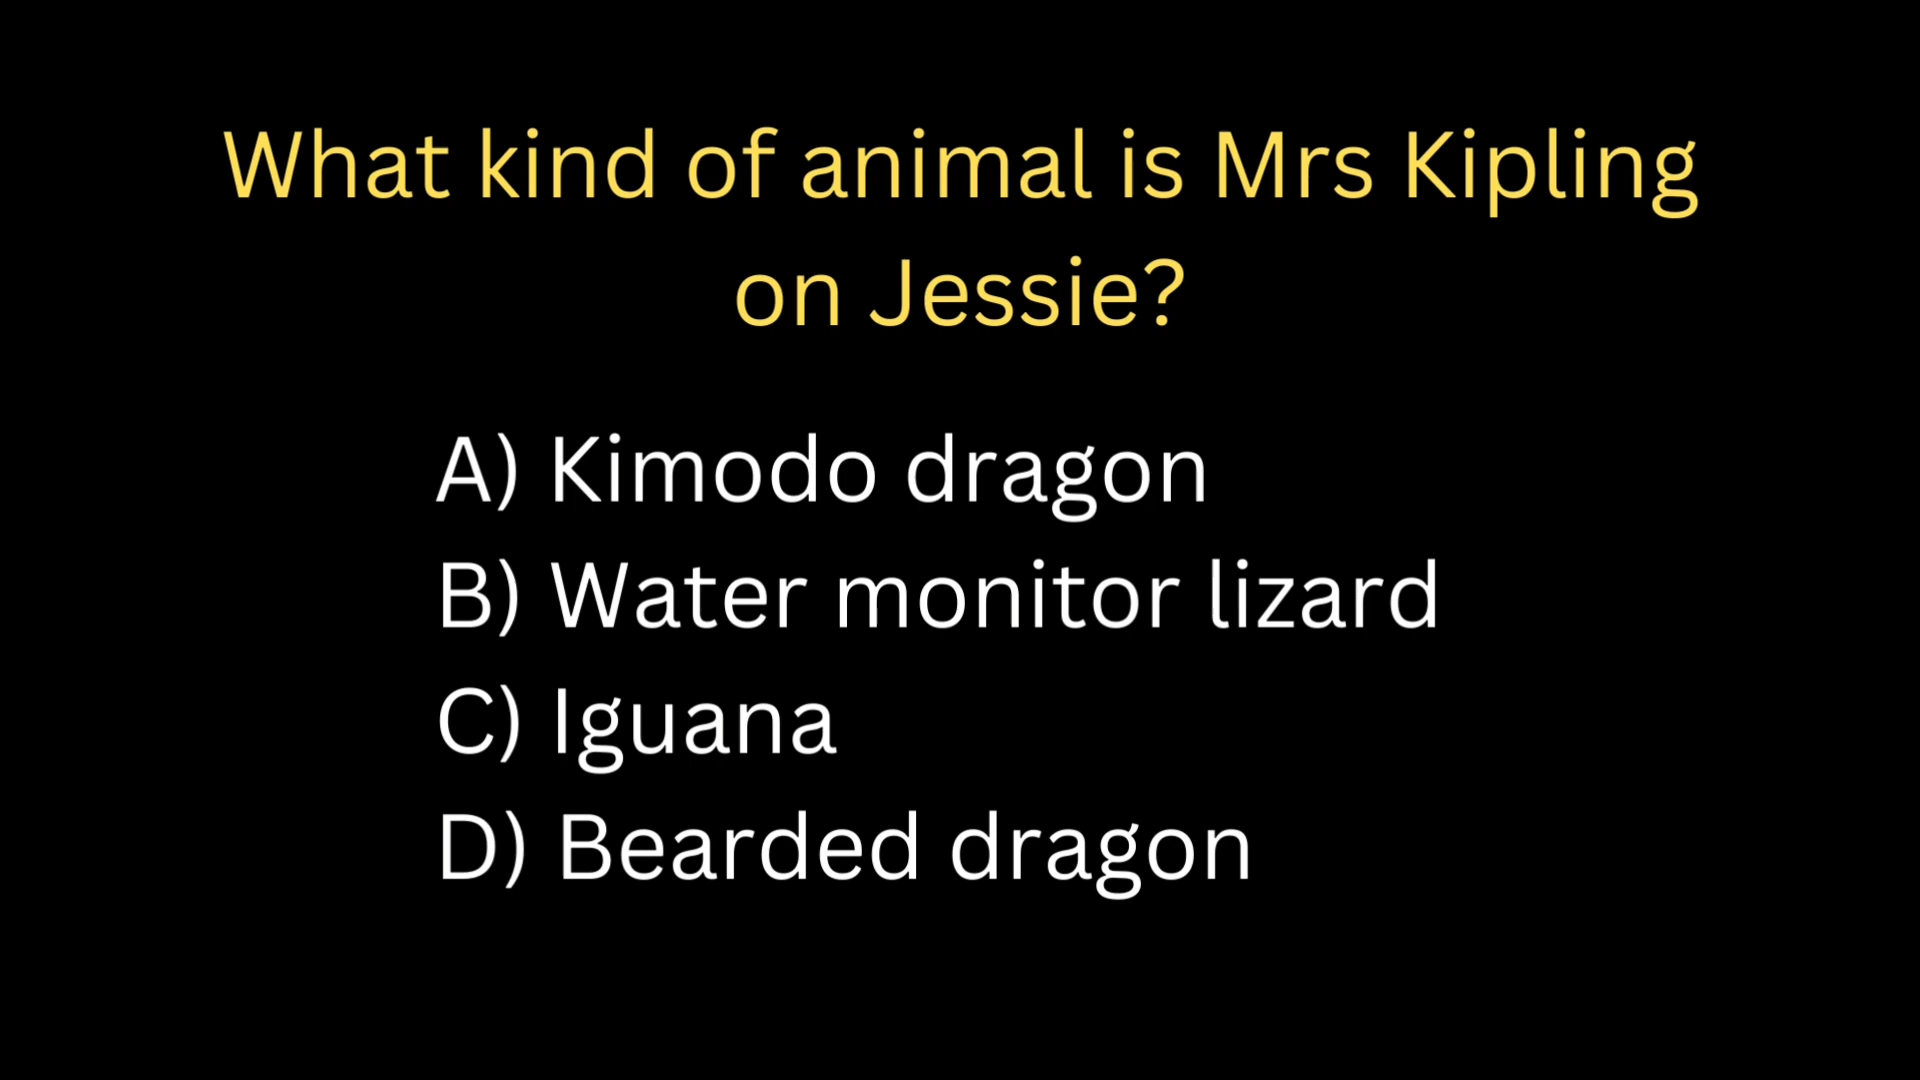 What kind of animal is Mrs Kipling
on Jessie?
A) Kimodo dragon
B) Water monitor lizard
C) Iguana
D) Bearded dragon